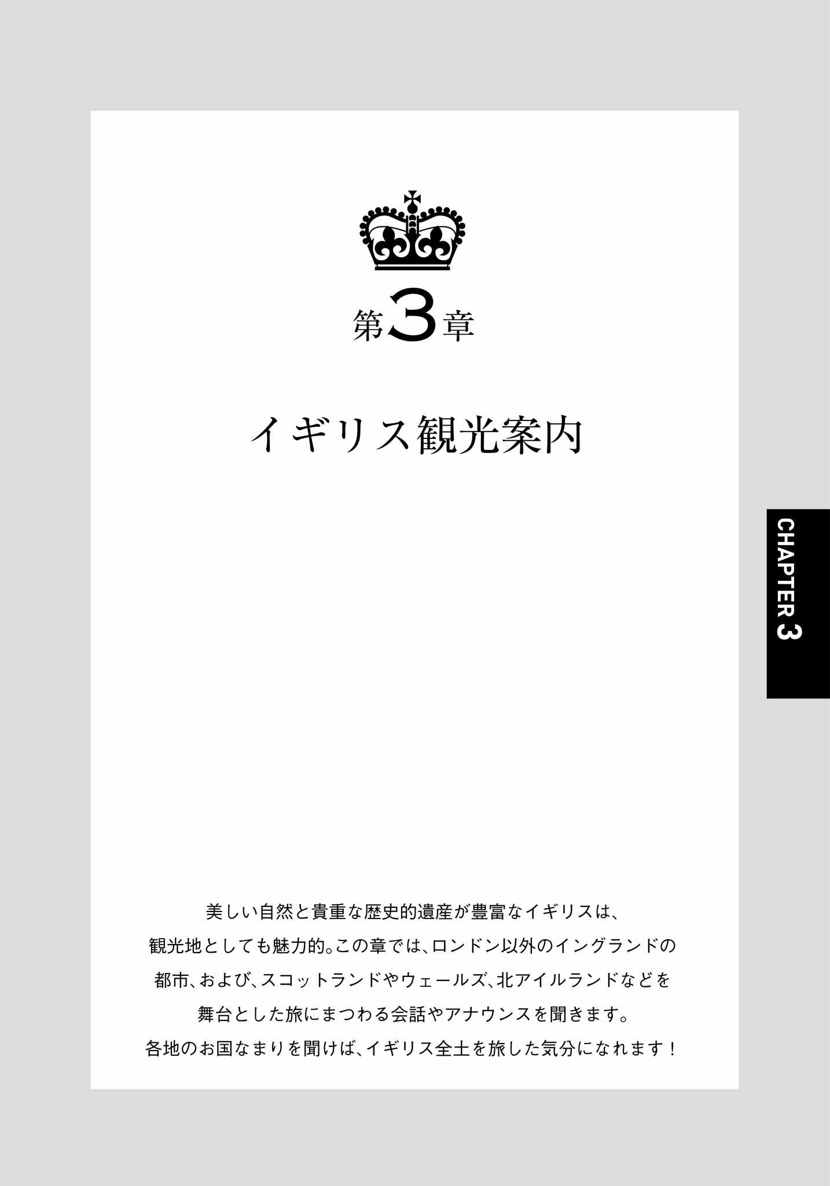 第3章
イギリス観光案内
CHAPTER 3
美しい自然と貴重な歴史的遺産が豊富なイギリスは、
観光地としても魅力的。この章では、ロンドン以外のイングランドの
都市、および、スコットランドやウェールズ、北アイルランドなどを
舞台とした旅にまつわる会話やアナウンスを聞きます。
各地のお国なまりを聞けば、イギリス全土を旅した気分になれます！